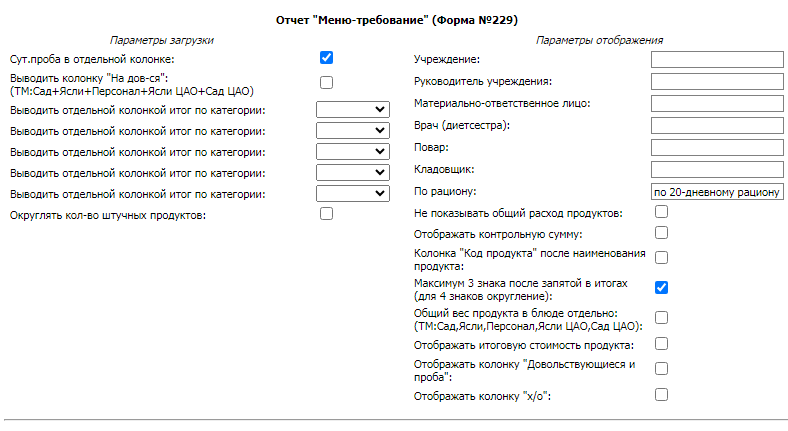 Отчет "Меню-требование" (Форма №229)
Параметры загрузки
Сут.проба в отдельной колонке:
Выводить колонку "На дов-ся":
(ТМ:Сад+Ясли+Персонал+Ясли ЦАО+Сад ЦАО)
Выводить отдельной колонкой итог по категории:
Выводить отдельной колонкой итог по категории:
Выводить отдельной колонкой итог по категории:
Выводить отдельной колонкой итог по категории:
Выводить отдельной колонкой итог по категории:
Округлять кол-во штучных продуктов:
Параметры отображения
Учреждение:
Руководитель учреждения:
Материально-ответственное лицо:
Врач (диетсестра):
Повар:
Кладовщик:
По рациону: по 20-дневному рациону
Не показывать общий расход продуктов:
Отображать контрольную сумму:
Колонка "Код продукта" после наименования
продукта:
Максимум 3 знака после запятой в итогах
(для 4 знаков округление):
Общий вес продукта в блюде отдельно:
(ТМ:Сад,Ясли,Персонал,Ясли ЦАО,Сад ЦАО):
Отображать итоговую стоимость продукта:
Отображать колонку "Довольствующиеся и
проба":
Отображать колонку "х/о":